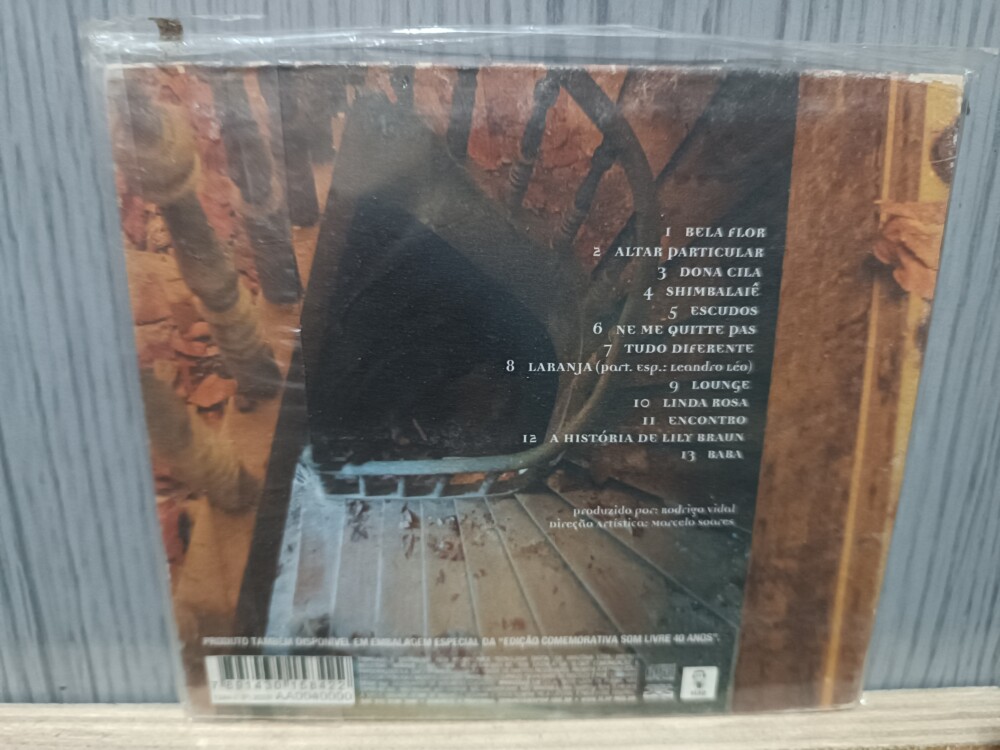 1 BELA FLOR
2 ALTAR PARTICULAR
3 DONA CILA
4 SHIMBALAIÊ
5 ESCUDOS
6 NE ME QUITTE PAS
7 TUDO DIFERENTE
8 LARANJA (part. esp.: Leandro Léo)
9 LOUNGE
10 LINDA ROSA
11 ENCONTRO
12 A HISTÓRIA DE LILY BRAUN
13 BABA
produzido por: Rodrigo Vidal
Direção Artística: Marcelo Soares
PRODUTO TAMBÉM DISPONÍVEL EM EMBALAGEM ESPECIAL DA "EDIÇÃO COMEMORATIVA SOM LIVRE 40 ANOS".
AA0040000